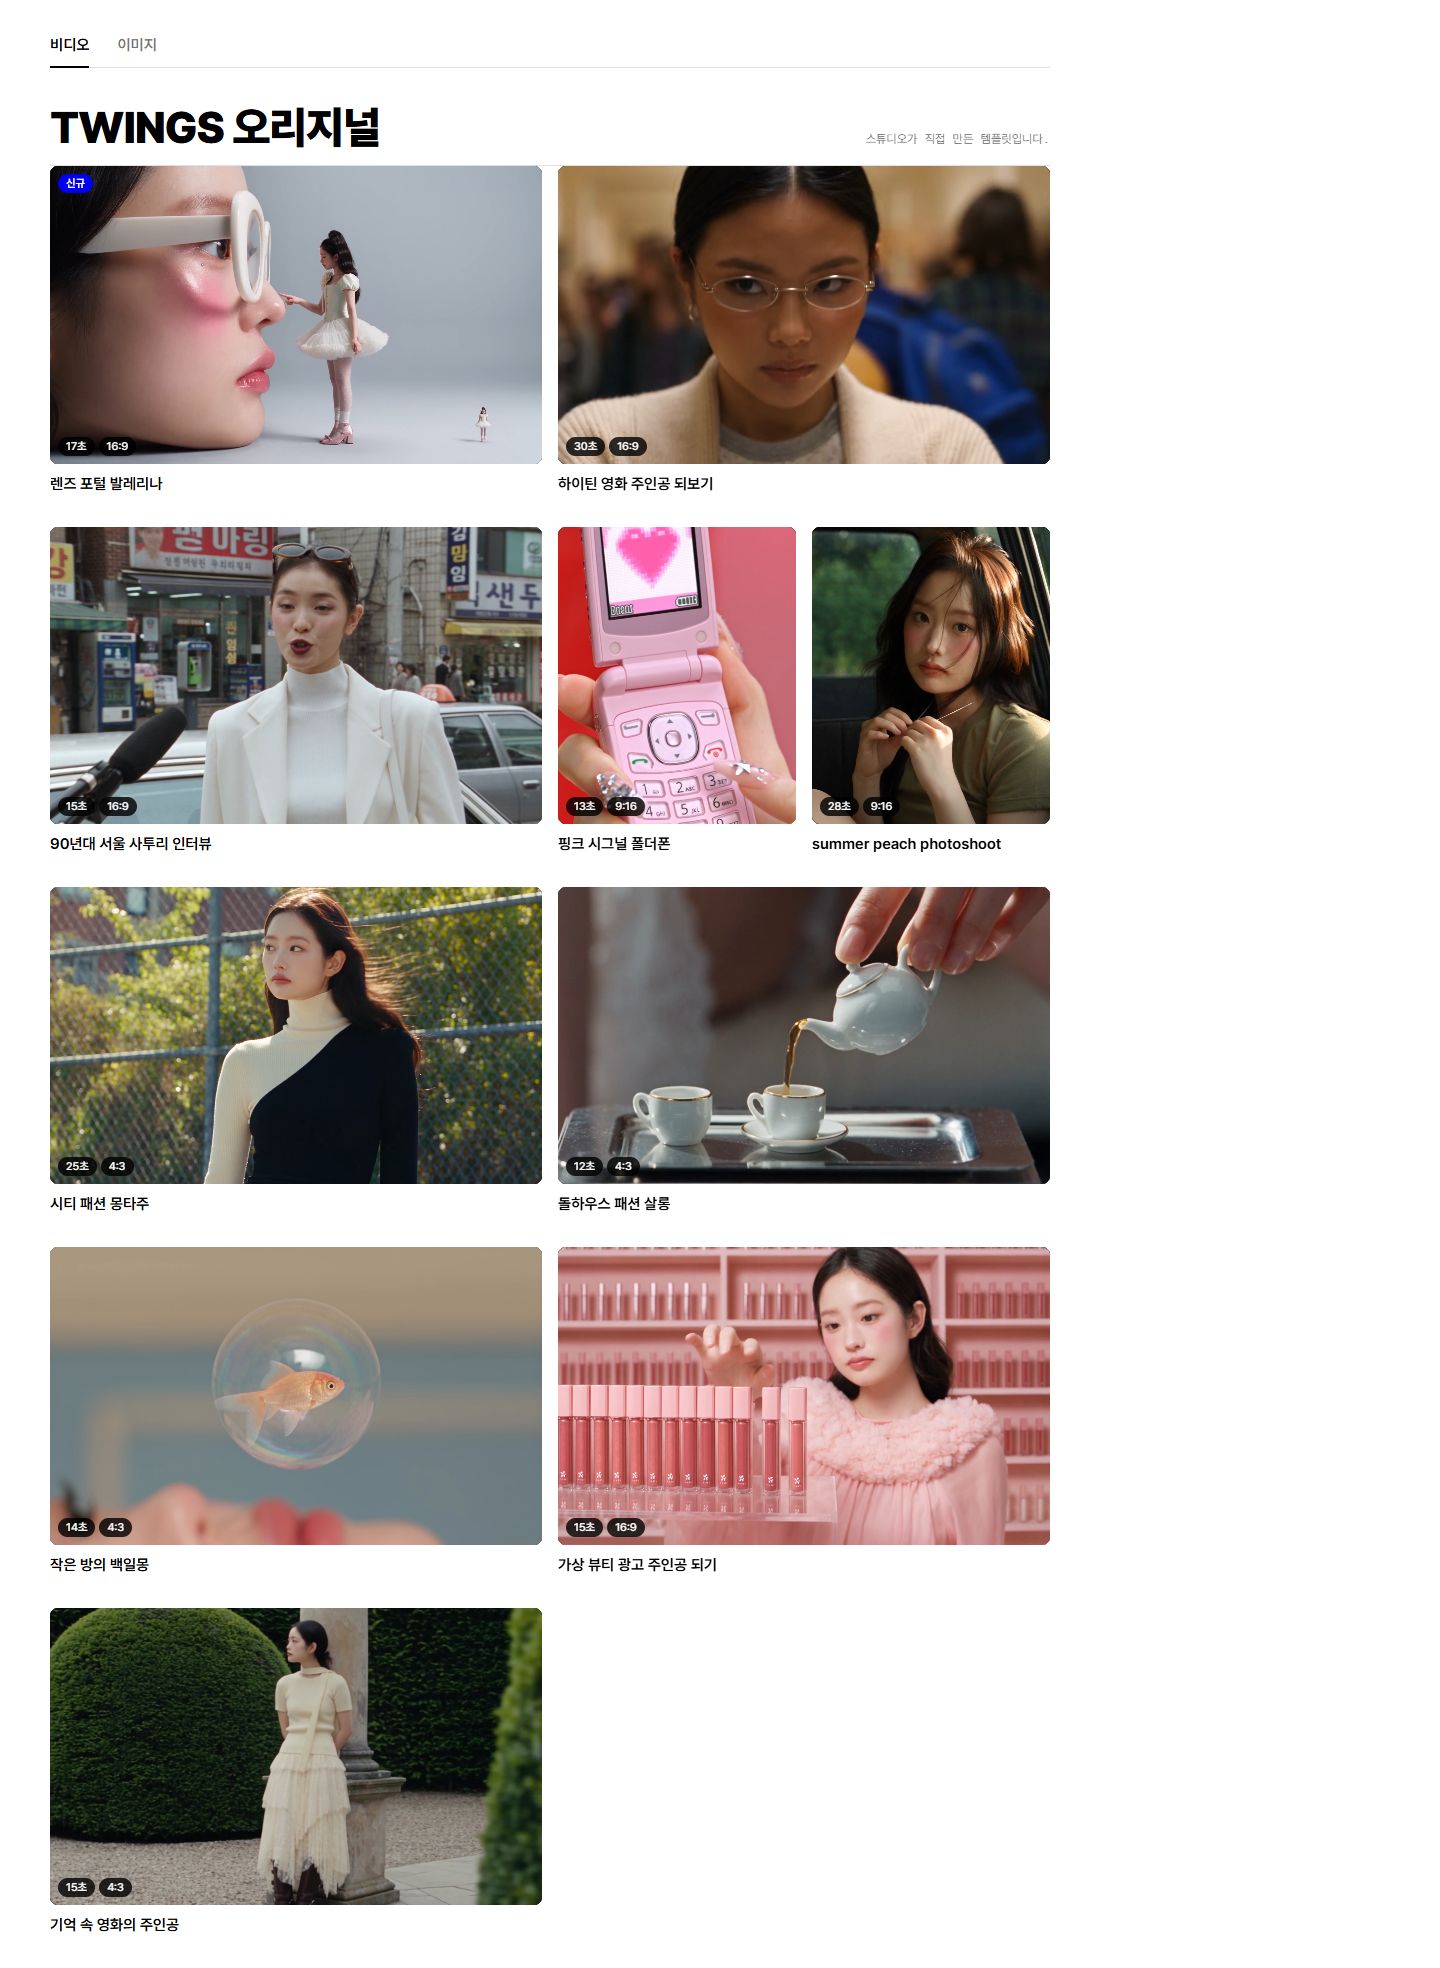 비디오 이미지
TWINGS 오리지널
스튜디오가 직접 만든 템플릿입니다.
신규
17초 16:9
30초 16:9
렌즈 포털 발레리나
하이틴 영화 주인공 되보기
15초 16:9
13초 9:16
28초 9:16
90년대 서울 사투리 인터뷰
핑크 시그널 폴더폰
summer peach photoshoot
25초 4:3
12초 4:3
시티 패션 몽타주
돌하우스 패션 살롱
14초 4:3
15초 16:9
작은 방의 백일몽
가상 뷰티 광고 주인공 되기
15초 4:3
기억 속 영화의 주인공